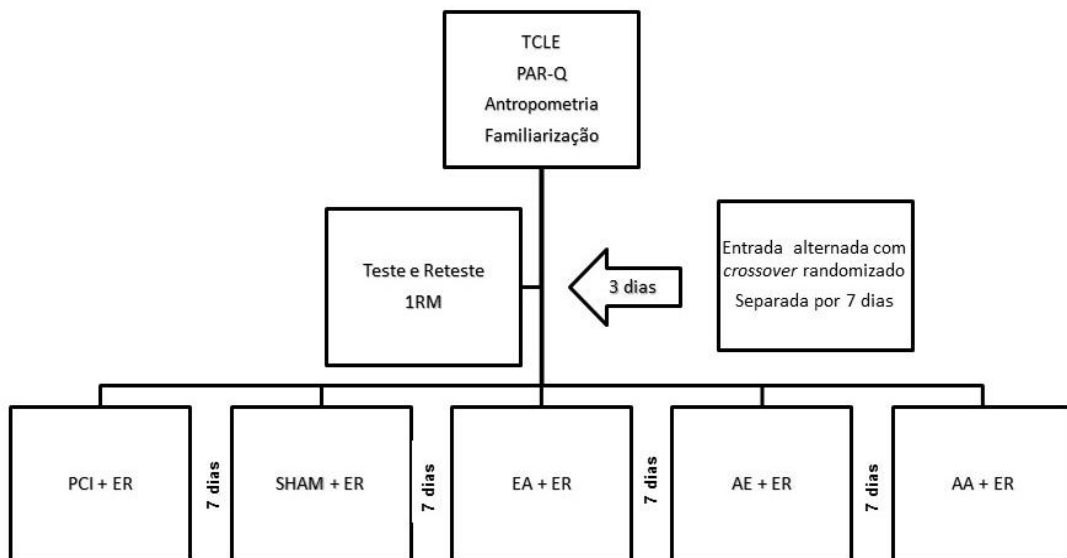 TCLE
PAR-Q
Antropometria
Familiarização
Teste e Reteste
1RM
3 dias
Entrada alternada com
crossover randomizado
Separada por 7 dias
PCI + ER
7 dias
SHAM + ER
7 dias
EA + ER
7 dias
AE + ER
7 dias
AA + ER